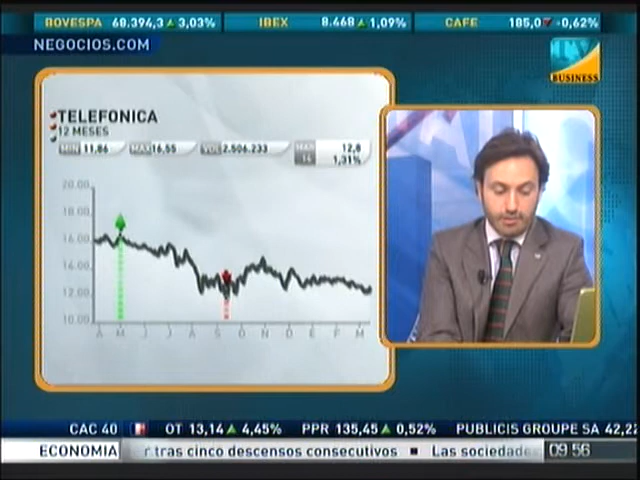 BOVESPA 68.394,3 3,03% IBEX 8.468 1,09% CAFE 185,0 -0,62%
NEGOCIOS.COM
TV
BUSINESS
TELEFONICA
12 MESES
MIN 11,86 MAX 16,55 VOL 2.506.233 MAR 12,8
14 1,31%
20.00
18.00
16.00
14.00
12.00
10.00
A M J J A S O N D E F M
CAC 40 OT 13,14 4,45% PPR 135,45 0,52% PUBLICIS GROUPE SA 42,22
ECONOMIA r tras cinco descensos consecutivos Las sociedades 09:56